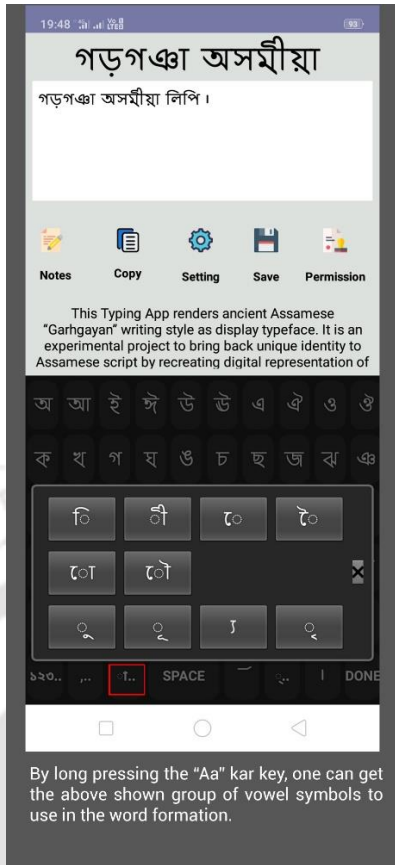 19:48
93
গড়গঞা অসমীয়া
গড়গঞা অসমীয়া লিপি ।
Notes Copy Setting Save Permission
This Typing App renders ancient Assamese
“Garhgayan” writing style as display typeface. It is an
experimental project to bring back unique identity to
Assamese script by recreating digital representation of
অ আ ই ঈ উ ঊ এ ঐ ও ঔ
ক খ গ ঘ ঙ চ ছ জ ঝ ঞ
ি ী ে ৈ
ো ৌ
ু ূ ্য ৃ
১২৩.. ,.. া.. SPACE । DONE
By long pressing the “Aa” kar key, one can get
the above shown group of vowel symbols to
use in the word formation.